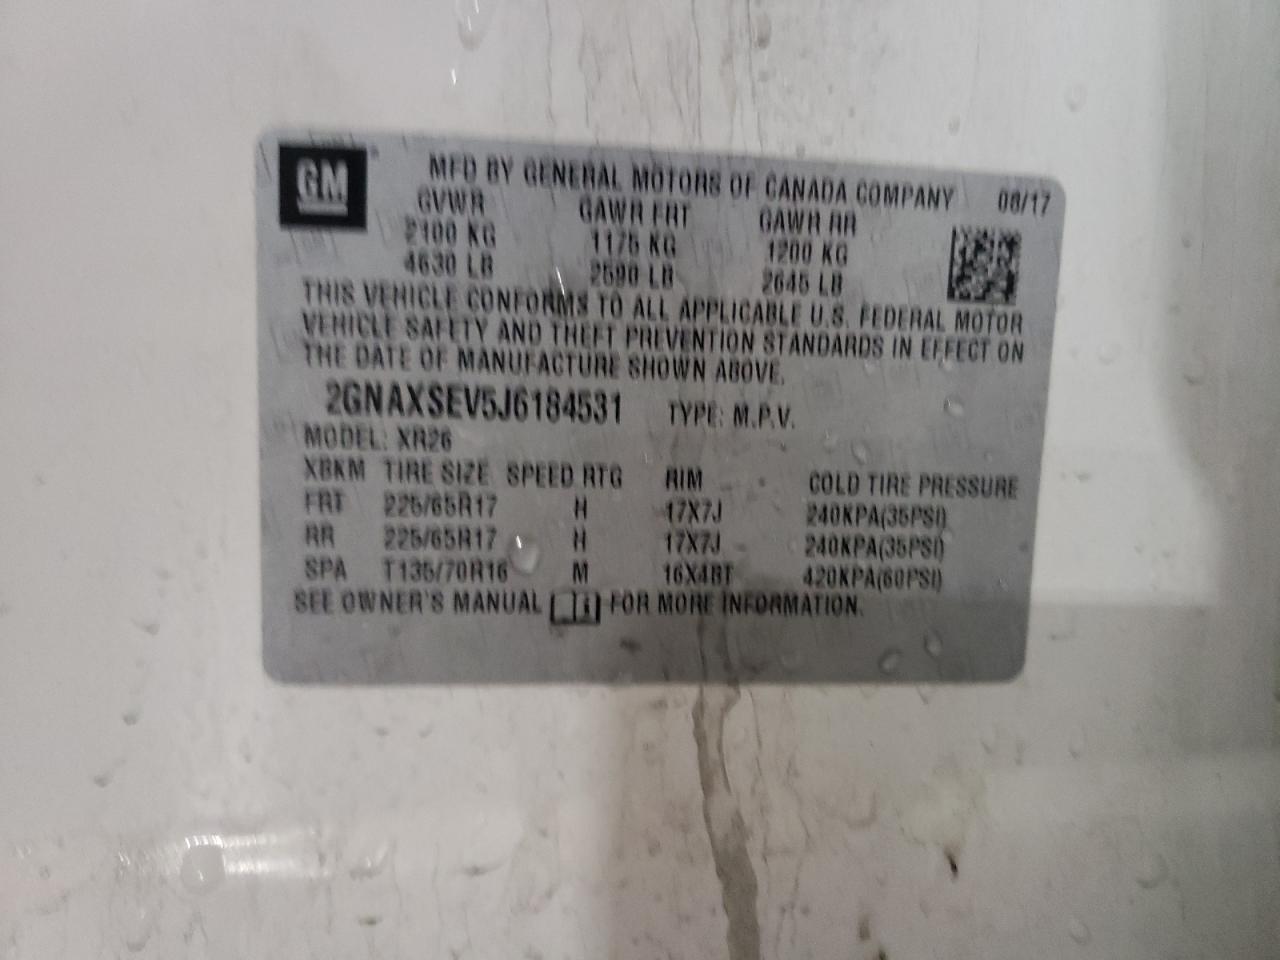 GM
MFD BY GENERAL MOTORS OF CANADA COMPANY 08/17
GVWR GAWR FRT GAWR RR
2100 KG 1175 KG 1200 KG
4630 LB 2590 LB 2645 LB
THIS VEHICLE CONFORMS TO ALL APPLICABLE U.S. FEDERAL MOTOR
VEHICLE SAFETY AND THEFT PREVENTION STANDARDS IN EFFECT ON
THE DATE OF MANUFACTURE SHOWN ABOVE.
2GNAXSEV5J6184531 TYPE: M.P.V.
MODEL: XR26
XBKM TIRE SIZE SPEED RTG RIM COLD TIRE PRESSURE
FRT 225/65R17 H 17X7J 240KPA(35PSI)
RR 225/65R17 H 17X7J 240KPA(35PSI)
SPA T135/70R16 M 16X4BT 420KPA(60PSI)
SEE OWNER'S MANUAL FOR MORE INFORMATION.